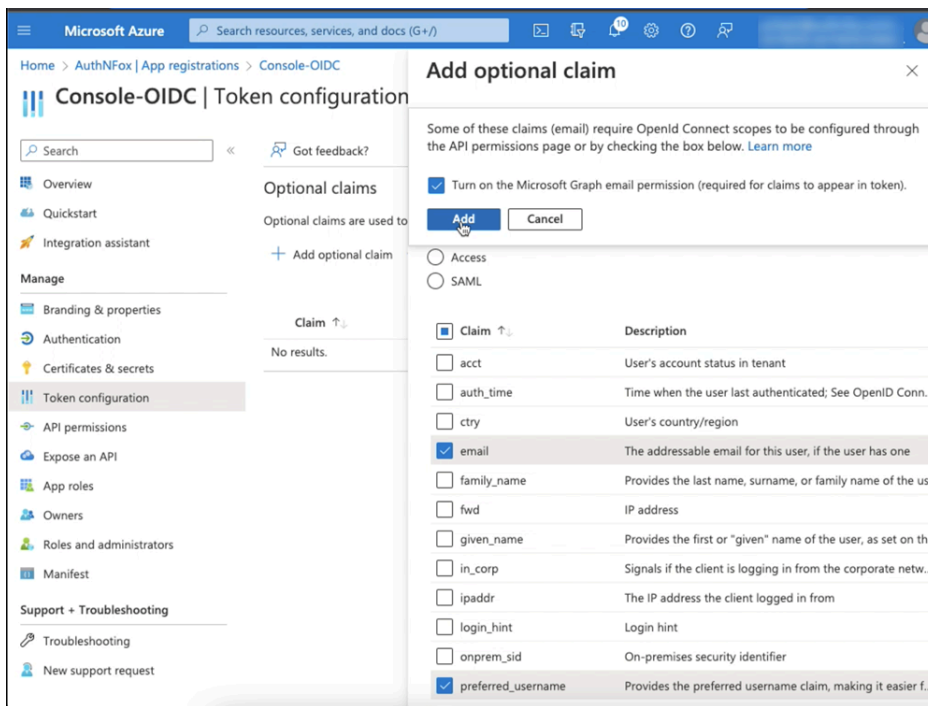 Microsoft Azure
Search resources, services, and docs (G+/)
10
Home > AuthNFox | App registrations > Console-OIDC
Console-OIDC | Token configuration
Search
«
Overview
Quickstart
Integration assistant
Manage
Branding & properties
Authentication
Certificates & secrets
Token configuration
API permissions
Expose an API
App roles
Owners
Roles and administrators
Manifest
Support + Troubleshooting
Troubleshooting
New support request
Got feedback?
Optional claims
Optional claims are used to
Add optional claim
Claim
No results.
Add optional claim
Some of these claims (email) require OpenId Connect scopes to be configured through
the API permissions page or by checking the box below. Learn more
Turn on the Microsoft Graph email permission (required for claims to appear in token).
Add Cancel
Access
SAML
Claim Description
acct User's account status in tenant
auth_time Time when the user last authenticated; See OpenID Conn.
ctry User's country/region
email The addressable email for this user, if the user has one
family_name Provides the last name, surname, or family name of the us
fwd IP address
given_name Provides the first or "given" name of the user, as set on th
in_corp Signals if the client is logging in from the corporate netw..
ipaddr The IP address the client logged in from
login_hint Login hint
onprem_sid On-premises security identifier
preferred_username Provides the preferred username claim, making it easier f..